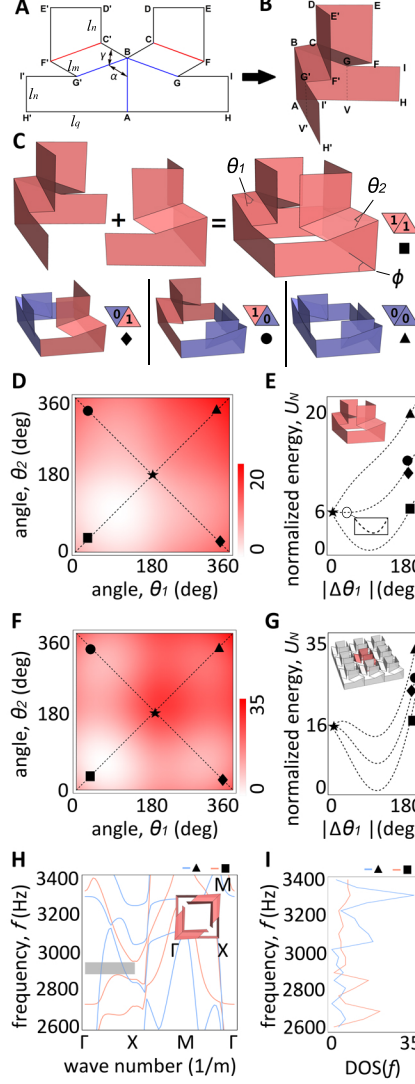 A
E' D' D E
C' C
B
γ
l_n l_m α
F' F
I' G' G I
l_n
H' l_q A H
B
D E
B C
G F
G' F'
I H
A I' V
V'
H'
C
θ1 θ2
+ =
1 1
ϕ
0 1
1 0
0 0
D
angle, θ2 (deg)
360
180
0
0 180 360
angle, θ1 (deg)
20
0
E
normalized energy, U_N
20
6
0 180
|Δθ1 |(deg
F
angle, θ2 (deg)
360
180
0
0 180 360
angle, θ1 (deg)
35
0
G
normalized energy, U_N
35
16
0
0 180
|Δθ1 |(deg
H
frequency, f (Hz)
3400
3200
3000
2800
2600
M
Γ X
Γ X M Γ
wave number (1/m)
I
frequency, f (Hz)
3400
3200
3000
2800
2600
0 35
DOS(f)